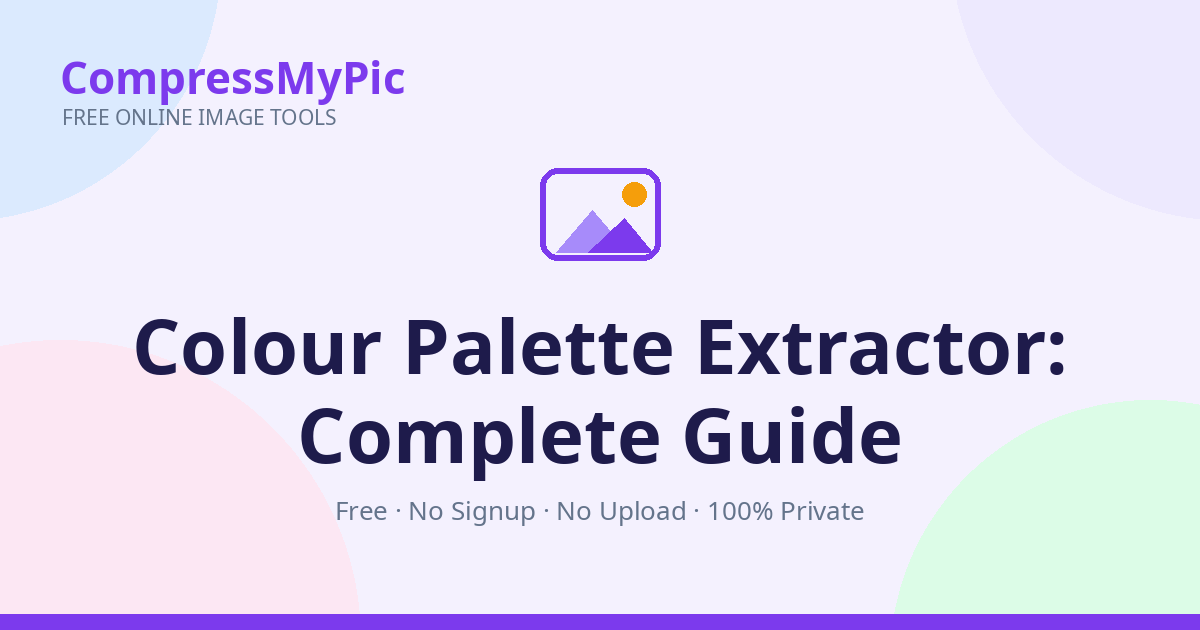 CompressMyPic
FREE ONLINE IMAGE TOOLS
Colour Palette Extractor:
Complete Guide
Free · No Signup · No Upload · 100% Private